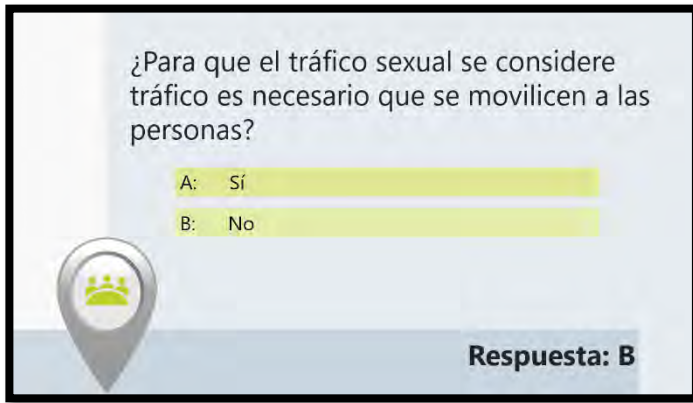 ¿Para que el tráfico sexual se considere
tráfico es necesario que se movilicen a las
personas?
A: Sí
B: No
Respuesta: B